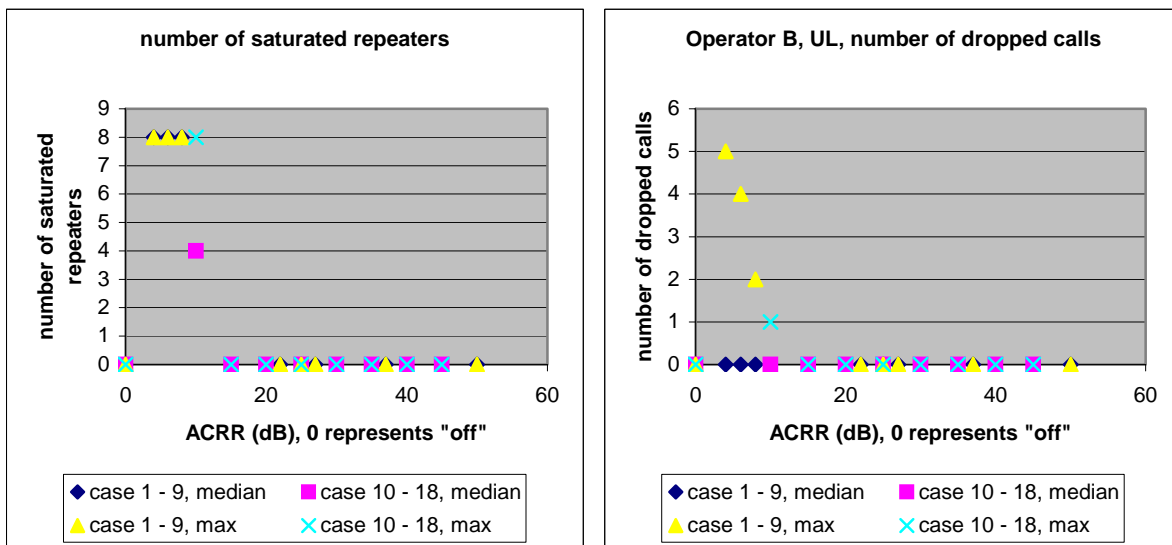 number of saturated repeaters
number of saturated
repeaters
9
8
7
6
5
4
3
2
1
0
0 20 40 60
ACRR (dB), 0 represents "off"
case 1 - 9, median case 10 - 18, median
case 1 - 9, max case 10 - 18, max
Operator B, UL, number of dropped calls
number of dropped calls
6
5
4
3
2
1
0
0 20 40 60
ACRR (dB), 0 represents "off"
case 1 - 9, median case 10 - 18, median
case 1 - 9, max case 10 - 18, max